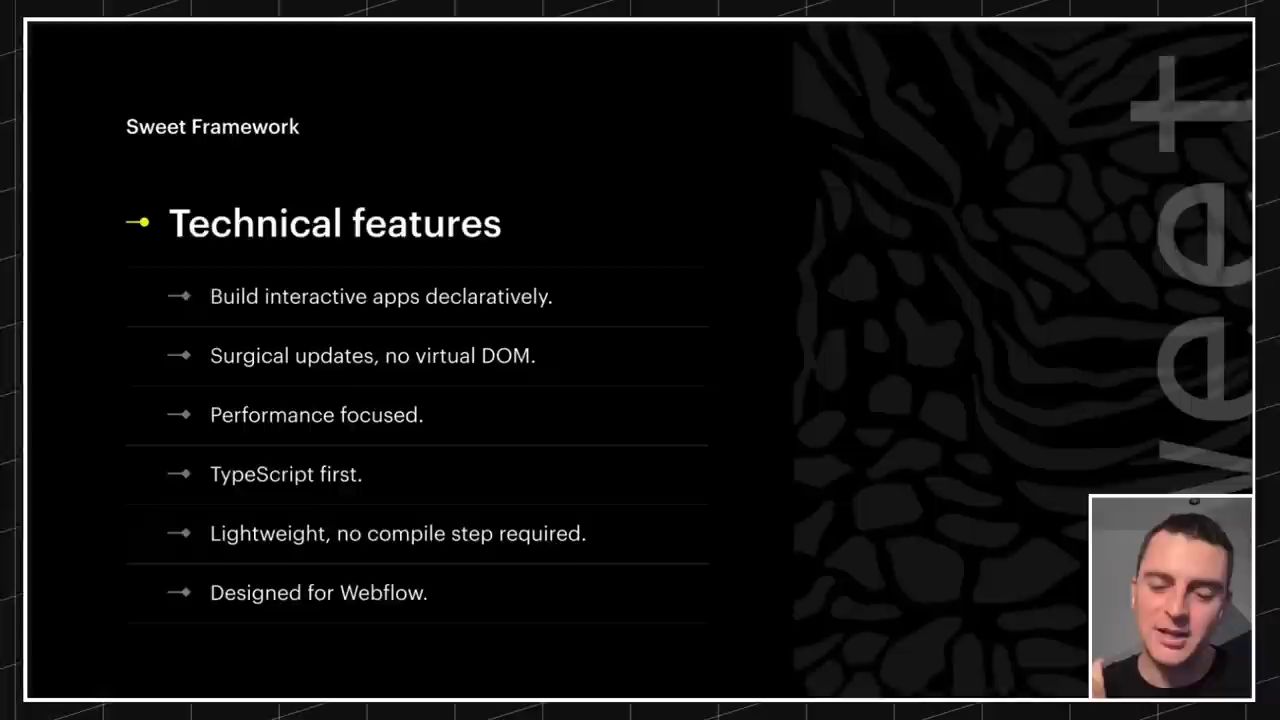 Sweet Framework
Technical features
Build interactive apps declaratively.
Surgical updates, no virtual DOM.
Performance focused.
TypeScript first.
Lightweight, no compile step required.
Designed for Webflow.
weet